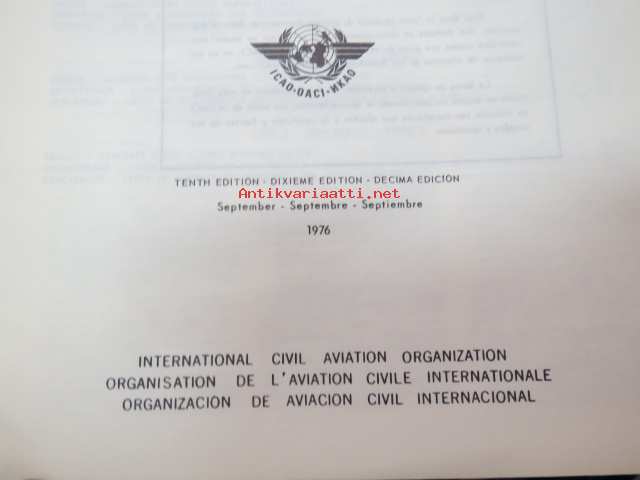 ICAO·OACI·ИКАО
TENTH EDITION - DIXIEME EDITION - DECIMA EDICION
Antikvariaatti.net
September - Septembre - Septiembre
1976
INTERNATIONAL CIVIL AVIATION ORGANIZATION
ORGANISATION DE L'AVIATION CIVILE INTERNATIONALE
ORGANIZACION DE AVIACION CIVIL INTERNACIONAL